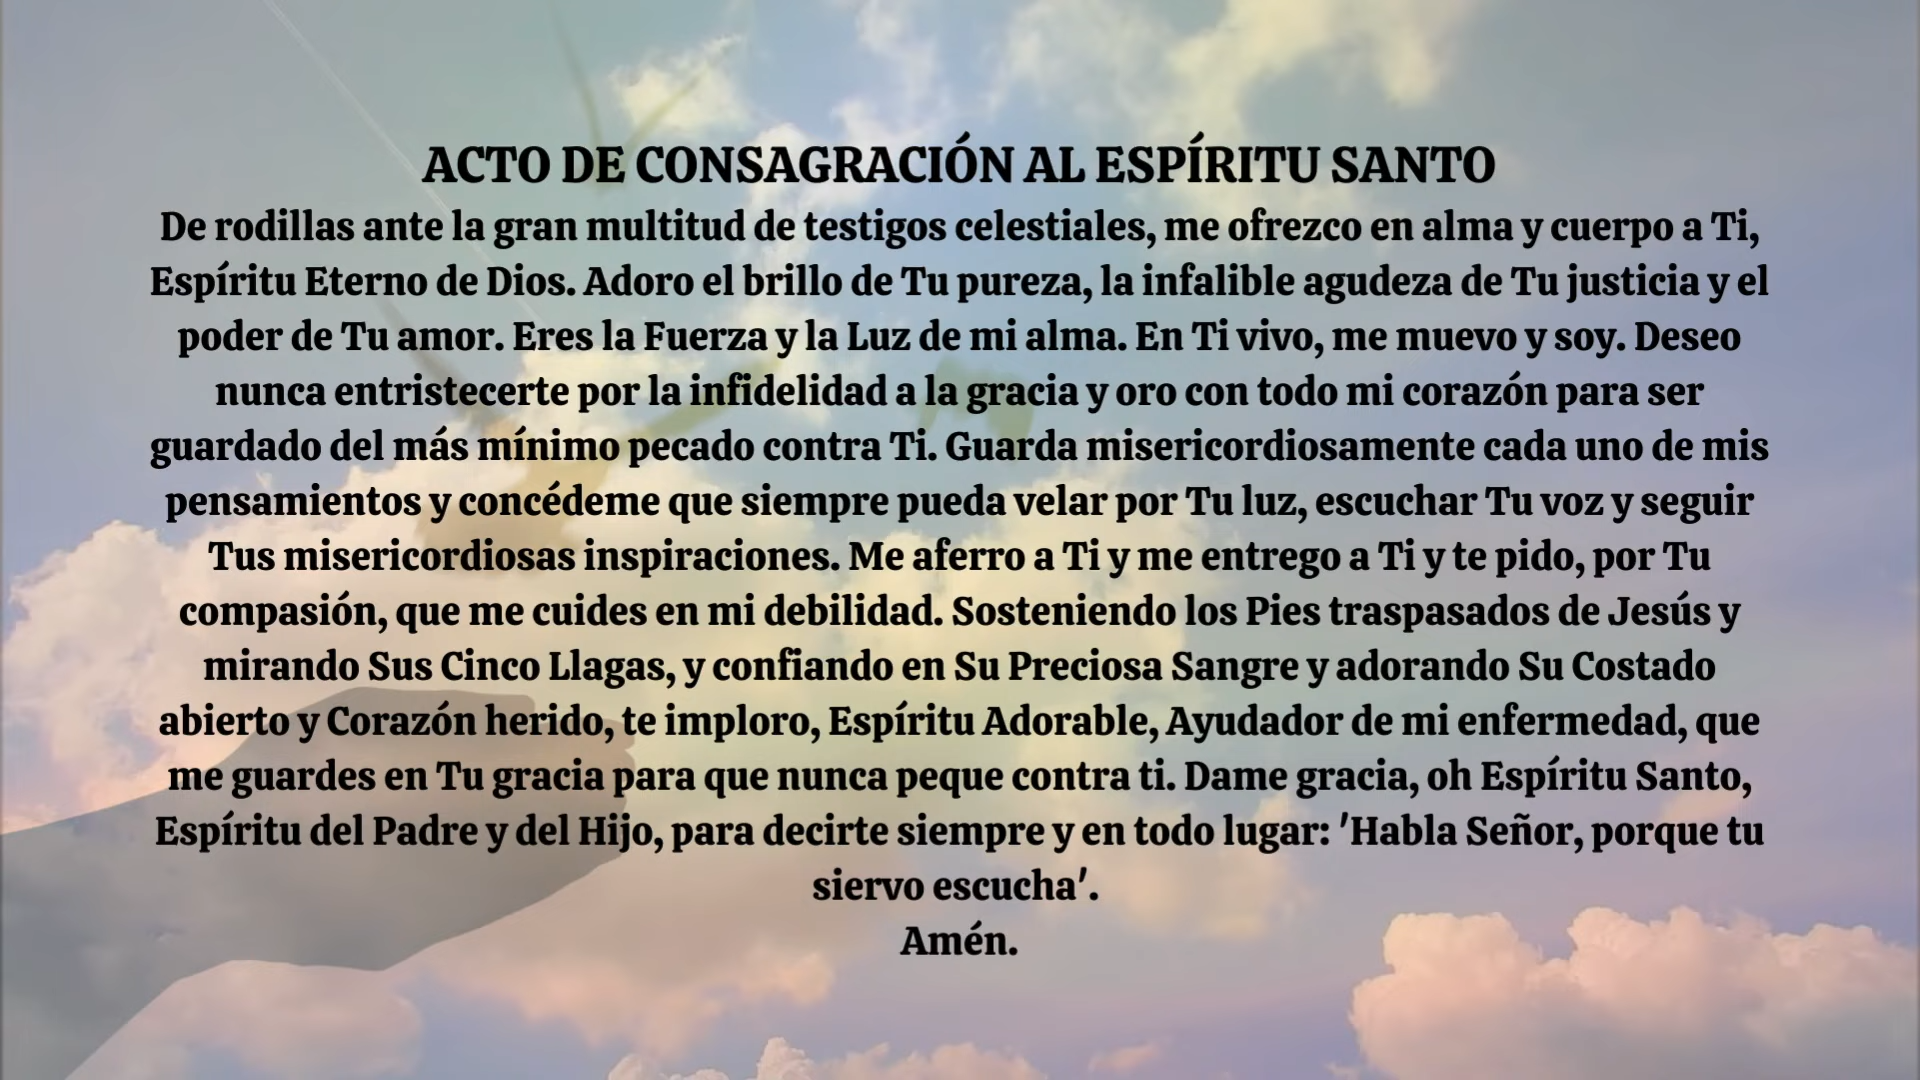 ACTO DE CONSAGRACIÓN AL ESPÍRITU SANTO
De rodillas ante la gran multitud de testigos celestiales, me ofrezco en alma y cuerpo a Ti,
Espíritu Eterno de Dios. Adoro el brillo de Tu pureza, la infalible agudeza de Tu justicia y el
poder de Tu amor. Eres la Fuerza y la Luz de mi alma. En Ti vivo, me muevo y soy. Deseo
nunca entristecerte por la infidelidad a la gracia y oro con todo mi corazón para ser
guardado del más mínimo pecado contra Ti. Guarda misericordiosamente cada uno de mis
pensamientos y concédeme que siempre pueda velar por Tu luz, escuchar Tu voz y seguir
Tus misericordiosas inspiraciones. Me aferro a Ti y me entrego a Ti y te pido, por Tu
compasión, que me cuides en mi debilidad. Sosteniendo los Pies traspasados de Jesús y
mirando Sus Cinco Llagas, y confiando en Su Preciosa Sangre y adorando Su Costado
abierto y Corazón herido, te imploro, Espíritu Adorable, Ayudador de mi enfermedad, que
me guardes en Tu gracia para que nunca peque contra ti. Dame gracia, oh Espíritu Santo,
Espíritu del Padre y del Hijo, para decirte siempre y en todo lugar: 'Habla Señor, porque tu
siervo escucha'.
Amén.